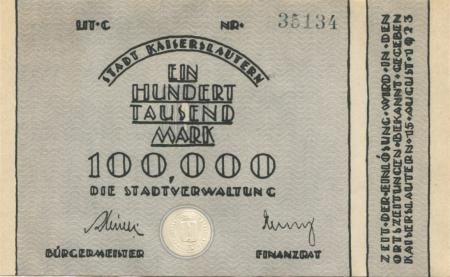 LIT·C NR· 35134
STADT KAISERSLAUTERN
EIN
HUNDERT
TAUSEND
MARK
100,000
DIE STADTVERWALTUNG
BÜRGERMEISTER FINANZRAT
ZEIT·DER·EINLÖSUNG·WIRD·IN·DEN
ORTSZEITUNGEN·BEKANNT·GEGEBEN
KAISERSLAUTERN·15·AUGUST·1923